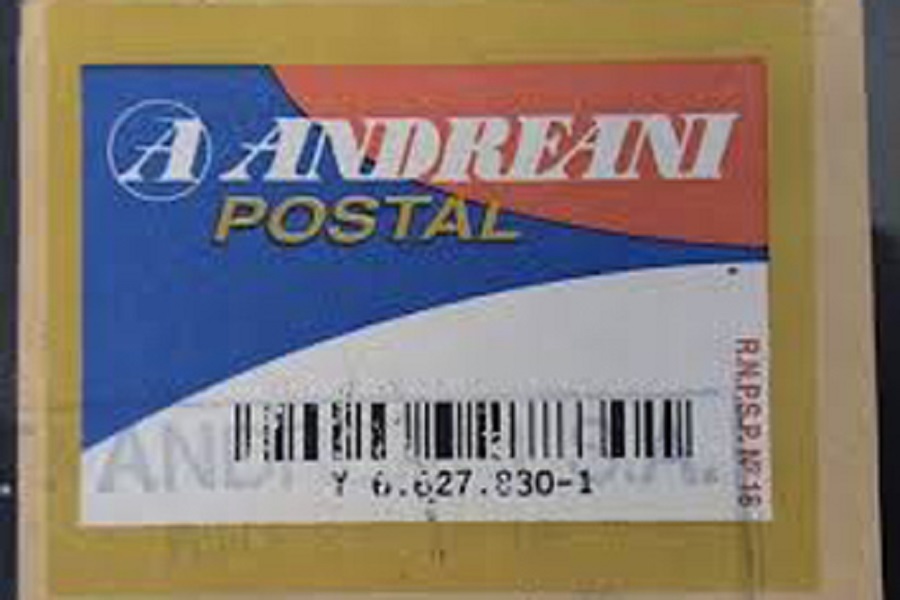 A ANDREANI
POSTAL
Y 6.627.830-1
R.N.P.S.P. Nº 16